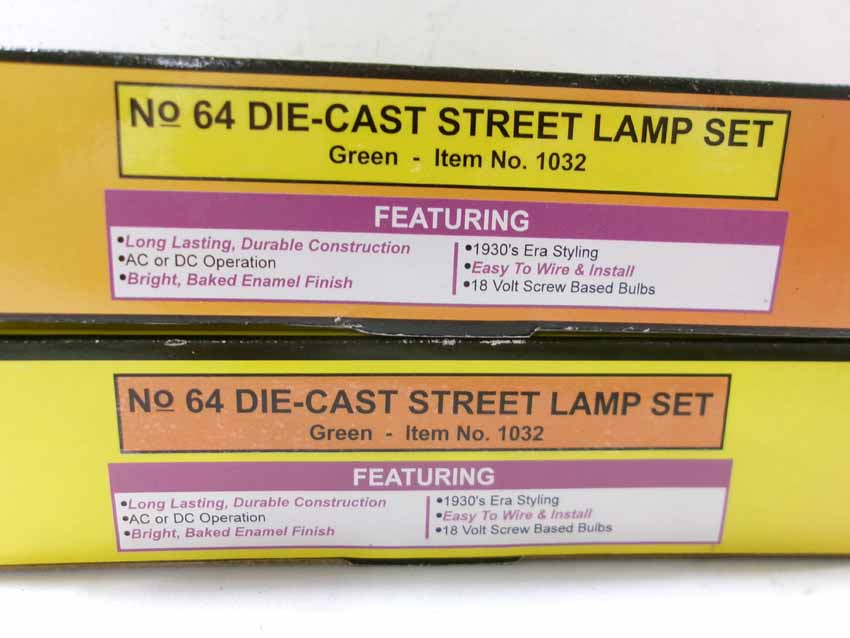 Nº 64 DIE-CAST STREET LAMP SET
Green - Item No. 1032
FEATURING
•Long Lasting, Durable Construction
•AC or DC Operation
•Bright, Baked Enamel Finish
•1930's Era Styling
•Easy To Wire & Install
•18 Volt Screw Based Bulbs
Nº 64 DIE-CAST STREET LAMP SET
Green - Item No. 1032
FEATURING
•Long Lasting, Durable Construction
•AC or DC Operation
•Bright, Baked Enamel Finish
•1930's Era Styling
•Easy To Wire & Install
•18 Volt Screw Based Bulbs